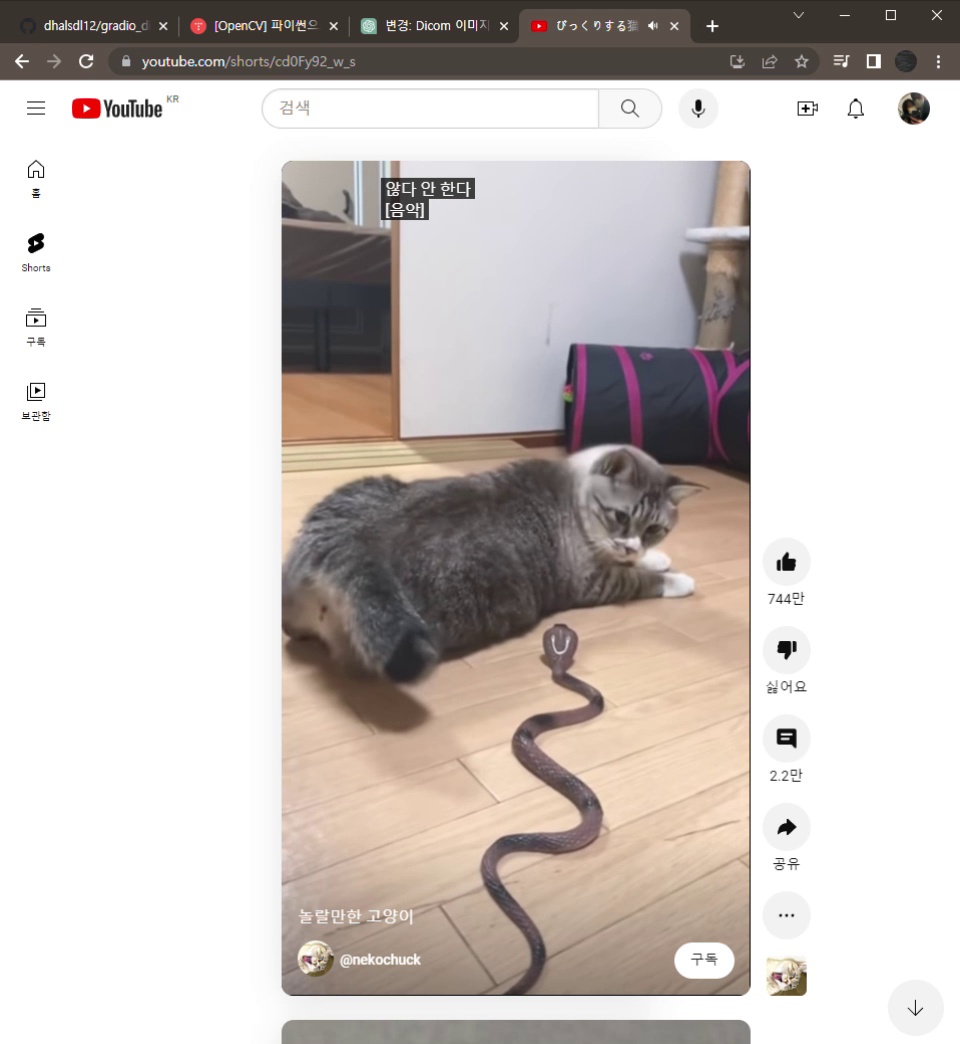 dhalsdl12/gradio_d
[OpenCV] 파이썬으
변경: Dicom 이미지
びっくりする猫
youtube.com/shorts/cd0Fy92_w_s
YouTube KR
검색
홈
Shorts
구독
보관함
않다 안 한다
[음악]
744만
싫어요
2.2만
공유
놀랄만한 고양이
@nekochuck
구독